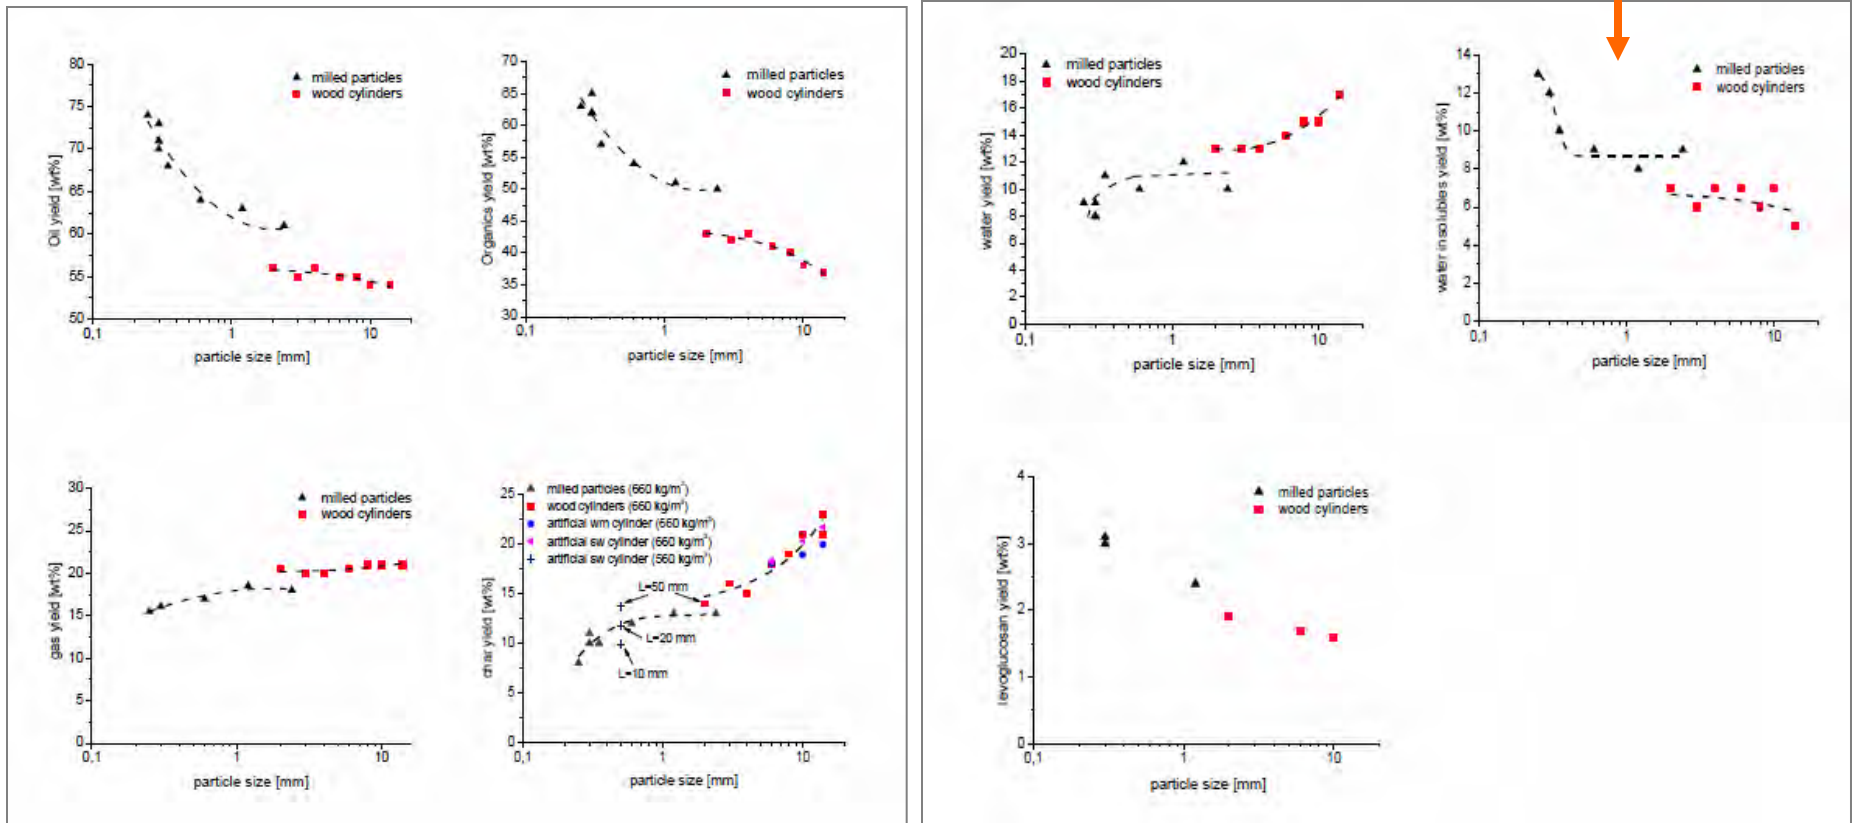 80
75
70
65
60
55
50
0,1
1
10
Oil yield [wt%]
particle size [mm]
milled particles
wood cylinders
70
65
60
55
50
45
40
35
30
0,1
1
10
Organics yield [wt%]
particle size [mm]
milled particles
wood cylinders
30
25
20
15
10
5
0
0,1
1
10
gas yield [wt%]
particle size [mm]
milled particles
wood cylinders
25
20
15
10
5
0
0,1
1
10
char yield [wt%]
particle size [mm]
milled particles (660 kg/m³)
wood cylinders (660 kg/m³)
artificial wm cylinder (660 kg/m³)
artificial sw cylinder (660 kg/m³)
artificial sw cylinder (560 kg/m³)
L=50 mm
L=20 mm
L=10 mm
20
18
16
14
12
10
8
6
4
2
0
0,1
1
10
water yield [wt%]
particle size [mm]
milled particles
wood cylinders
14
12
10
8
6
4
2
0
0,1
1
10
water insolubles yield [wt%]
particle size [mm]
milled particles
wood cylinders
4
3
2
1
0
0,1
1
10
levoglucosan yield [wt%]
particle size [mm]
milled particles
wood cylinders